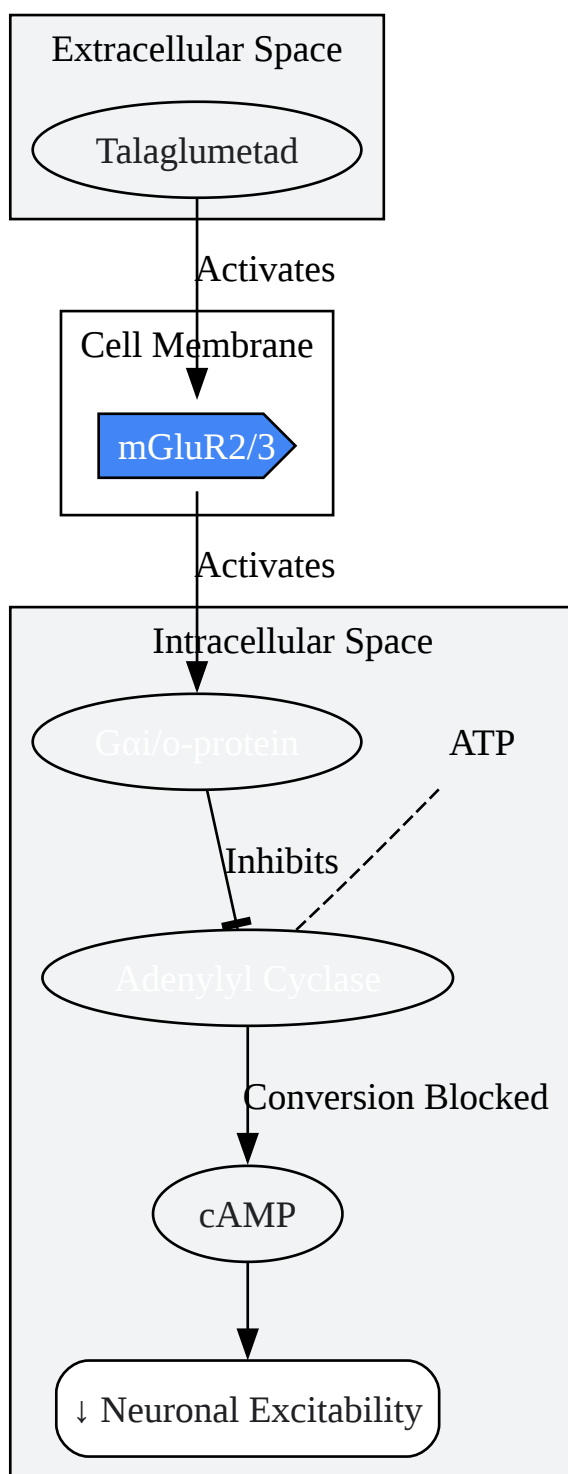 Extracellular Space
Talaglumetad
Activates
Cell Membrane
mGluR2/3
Activates
Intracellular Space
Gαi/o-protein
ATP
Inhibits
Adenylyl Cyclase
Conversion Blocked
cAMP
↓ Neuronal Excitability